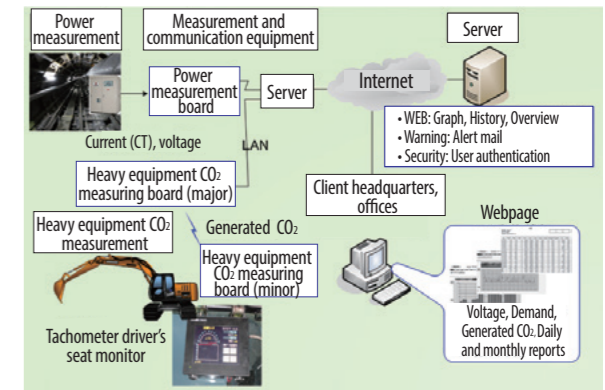 Power
measurement
Measurement and
communication equipment
Server
Power
measurement
board
Server
Internet
• WEB: Graph, History, Overview
• Warning: Alert mail
• Security: User authentication
Current (CT), voltage
LAN
Heavy equipment CO2
measuring board (major)
Client headquarters,
offices
Heavy equipment CO2
measurement
Generated CO2
Heavy equipment
CO2 measuring
board (minor)
Webpage
Tachometer driver's
seat monitor
Voltage, Demand,
Generated CO2, Daily
and monthly reports